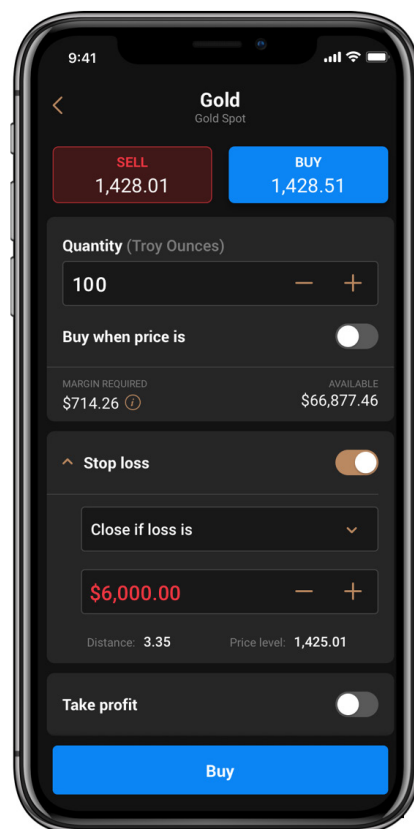 9:41
Gold
Gold Spot
SELL
1,428.01
BUY
1,428.51
Quantity (Troy Ounces)
100
Buy when price is
MARGIN REQUIRED
$714.26
AVAILABLE
$66,877.46
Stop loss
Close if loss is
$6,000.00
Distance: 3.35
Price level: 1,425.01
Take profit
Buy